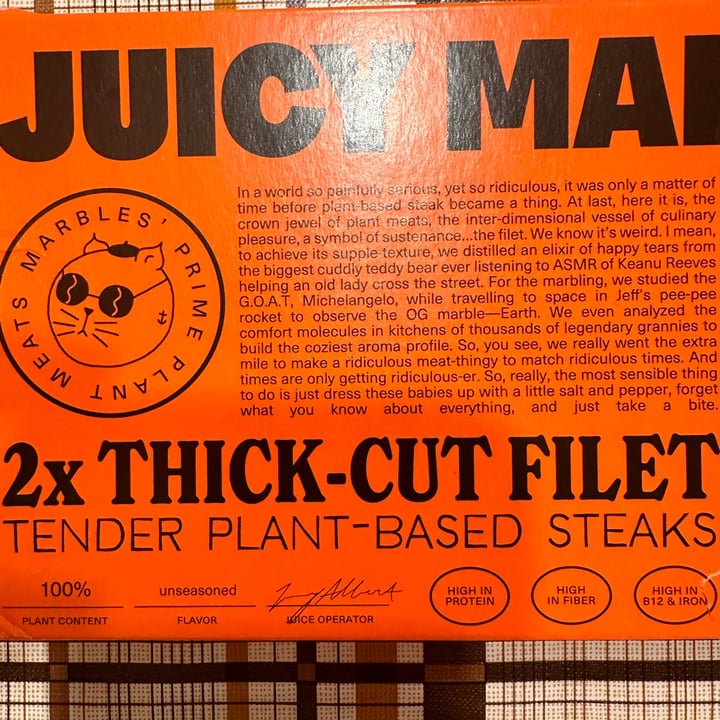 JUICY MA
In a world so painfully serious, yet so ridiculous, it was only a matter of
time before plant-based steak became a thing. At last, here it is, the
crown jewel of plant meats, the inter-dimensional vessel of culinary
pleasure, a symbol of sustenance...the filet. We know it's weird. I mean,
to achieve its supple texture, we distilled an elixir of happy tears from
the biggest cuddly teddy bear ever listening to ASMR of Keanu Reeves
helping an old lady cross the street. For the marbling, we studied the
G.O.A.T, Michelangelo, while travelling to space in Jeff's pee-pee
rocket to observe the OG marble—Earth. We even analyzed the
comfort molecules in kitchens of thousands of legendary grannies to
build the coziest aroma profile. So, you see, we really went the extra
mile to make a ridiculous meat-thingy to match ridiculous times. And
times are only getting ridiculous-er. So, really, the most sensible thing
to do is just dress these babies up with a little salt and pepper, forget
what you know about everything, and just take a bite.
MARBLES' PRIME PLANT MEATS
2x THICK-CUT FILET
TENDER PLANT-BASED STEAKS
100%
PLANT CONTENT
unseasoned
FLAVOR
JUICE OPERATOR
HIGH IN
PROTEIN
HIGH
IN FIBER
HIGH IN
B12 & IRON